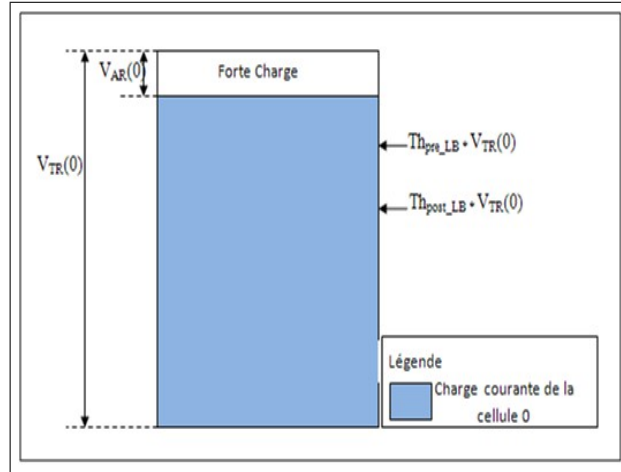 V_AR(0)
Forte Charge
Th_pre_LB * V_TR(0)
V_TR(0)
Th_post_LB * V_TR(0)
Légende
Charge courante de la
cellule 0